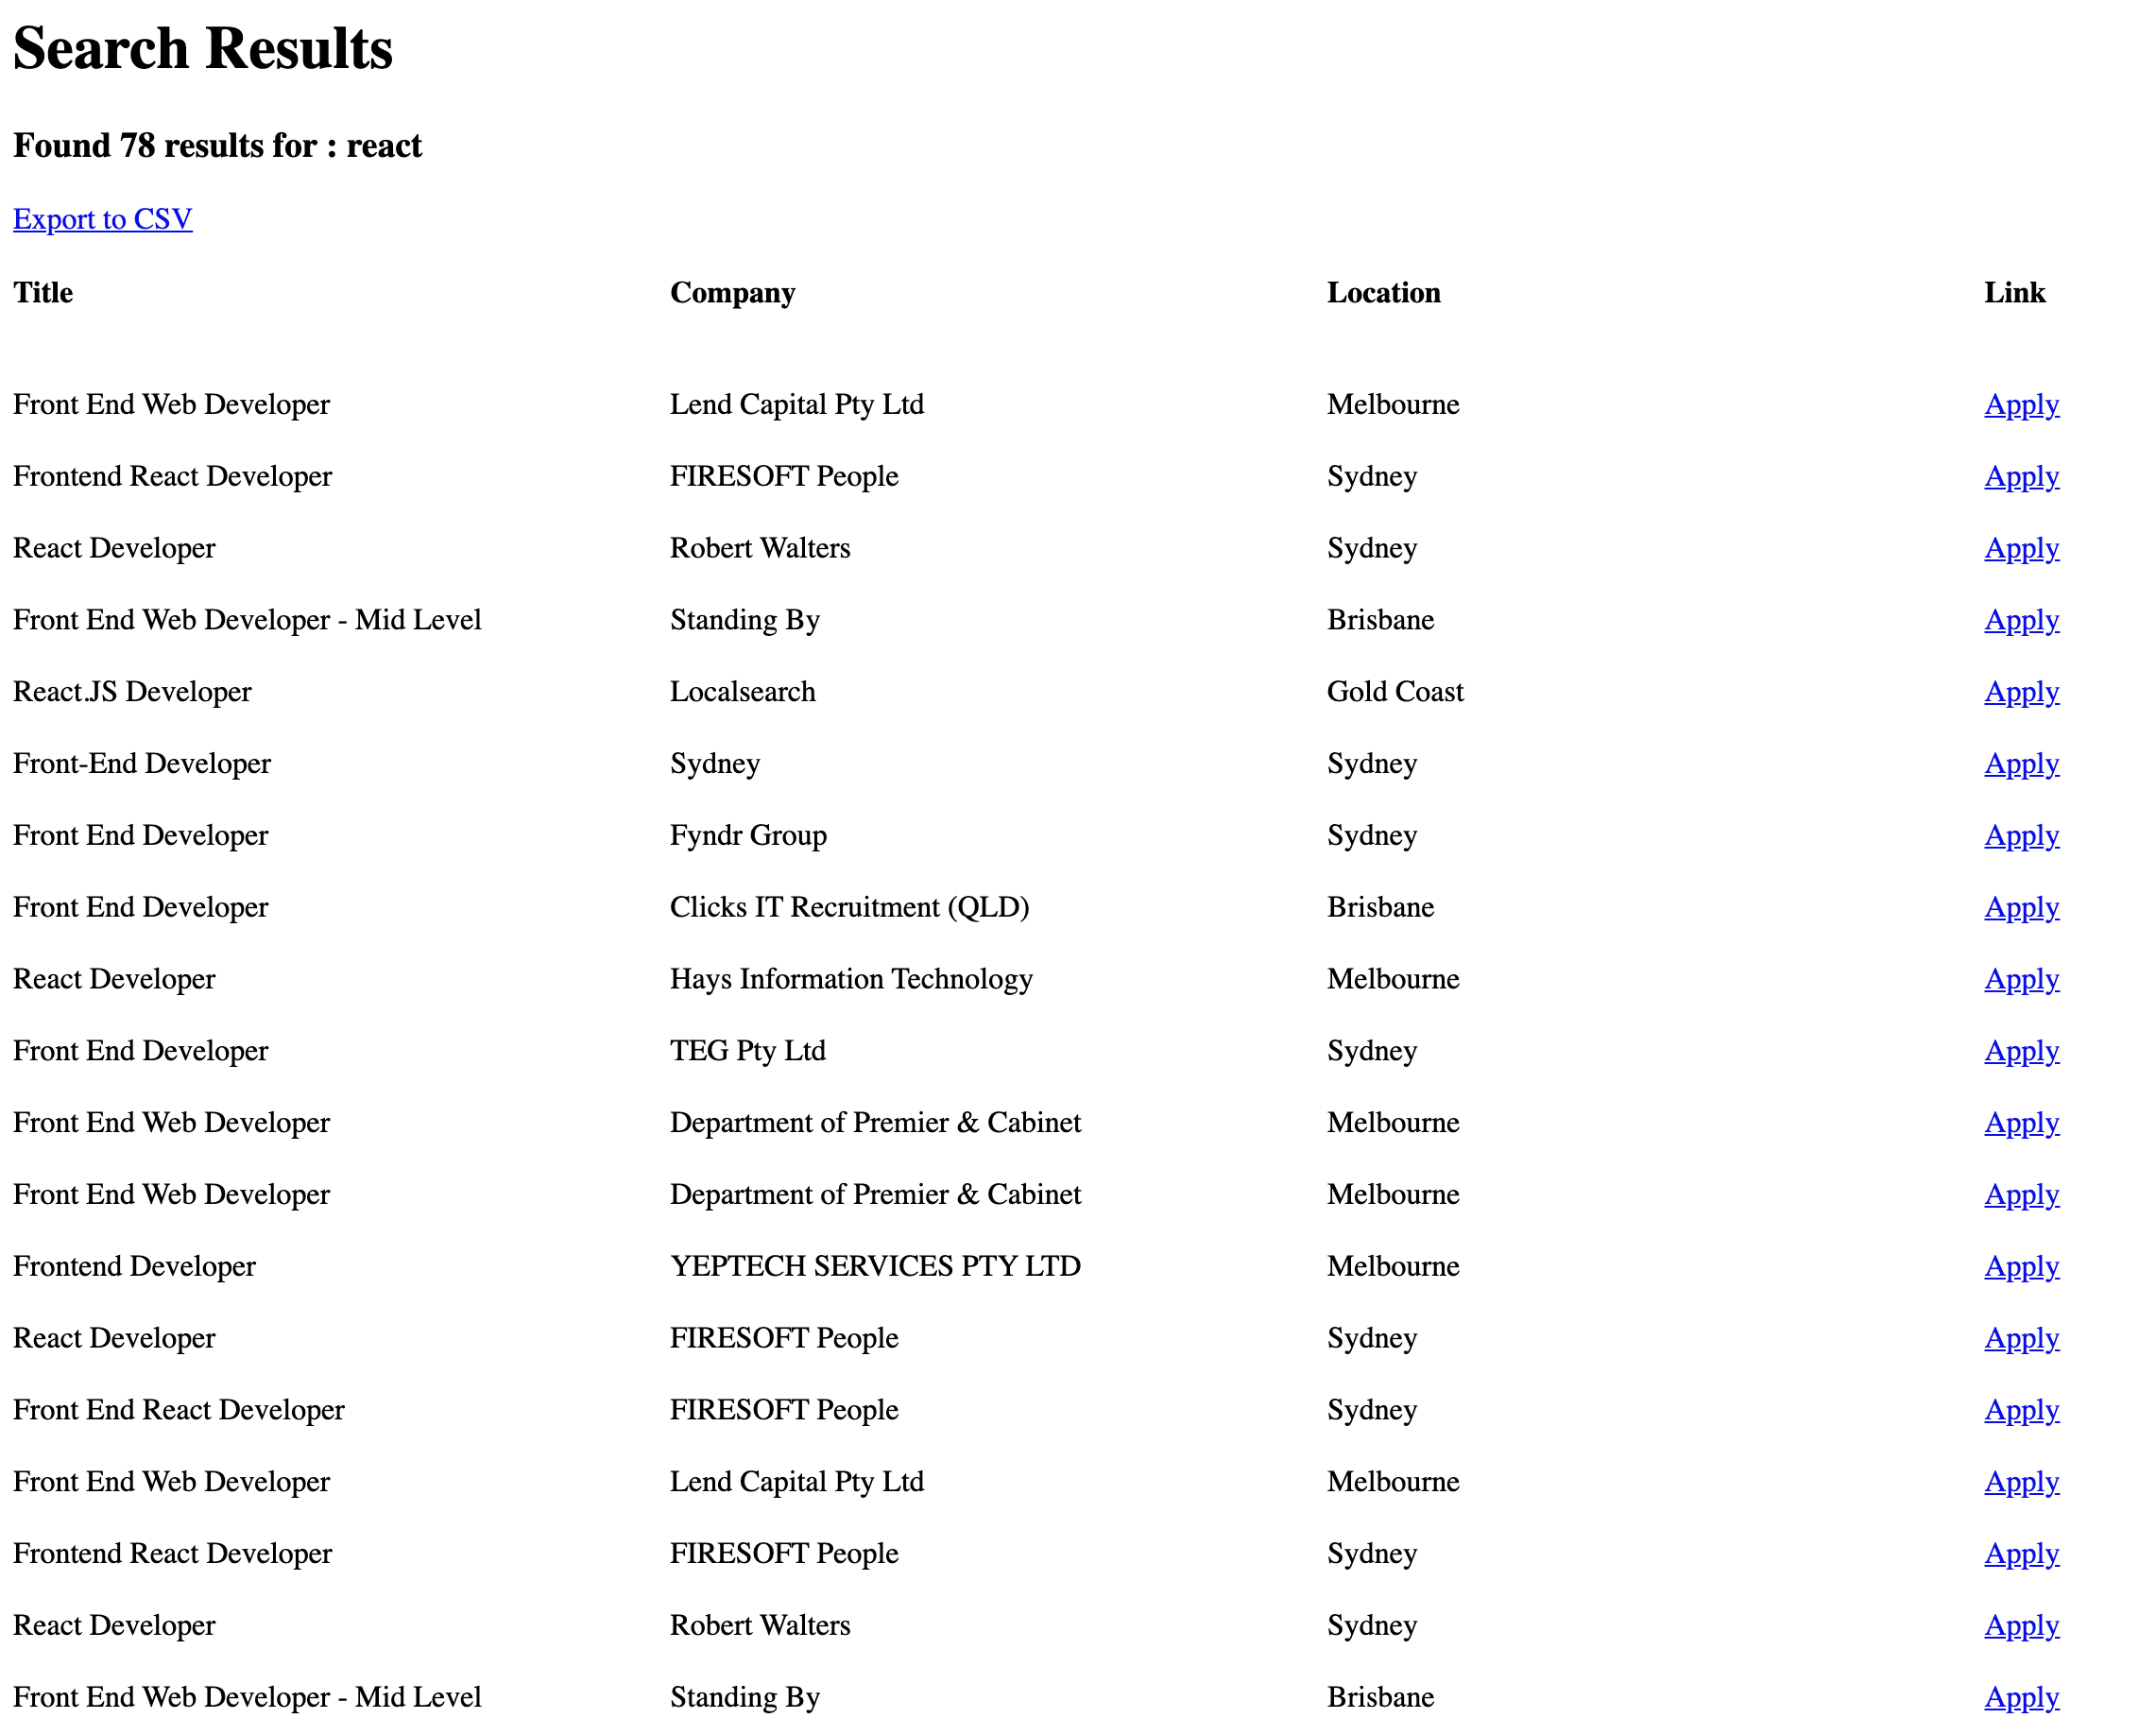 Search Results
Found 78 results for : react
Export to CSV
Title Company Location Link
Front End Web Developer Lend Capital Pty Ltd Melbourne Apply
Frontend React Developer FIRESOFT People Sydney Apply
React Developer Robert Walters Sydney Apply
Front End Web Developer - Mid Level Standing By Brisbane Apply
React.JS Developer Localsearch Gold Coast Apply
Front-End Developer Sydney Sydney Apply
Front End Developer Fyndr Group Sydney Apply
Front End Developer Clicks IT Recruitment (QLD) Brisbane Apply
React Developer Hays Information Technology Melbourne Apply
Front End Developer TEG Pty Ltd Sydney Apply
Front End Web Developer Department of Premier & Cabinet Melbourne Apply
Front End Web Developer Department of Premier & Cabinet Melbourne Apply
Frontend Developer YEPTECH SERVICES PTY LTD Melbourne Apply
React Developer FIRESOFT People Sydney Apply
Front End React Developer FIRESOFT People Sydney Apply
Front End Web Developer Lend Capital Pty Ltd Melbourne Apply
Frontend React Developer FIRESOFT People Sydney Apply
React Developer Robert Walters Sydney Apply
Front End Web Developer - Mid Level Standing By Brisbane Apply